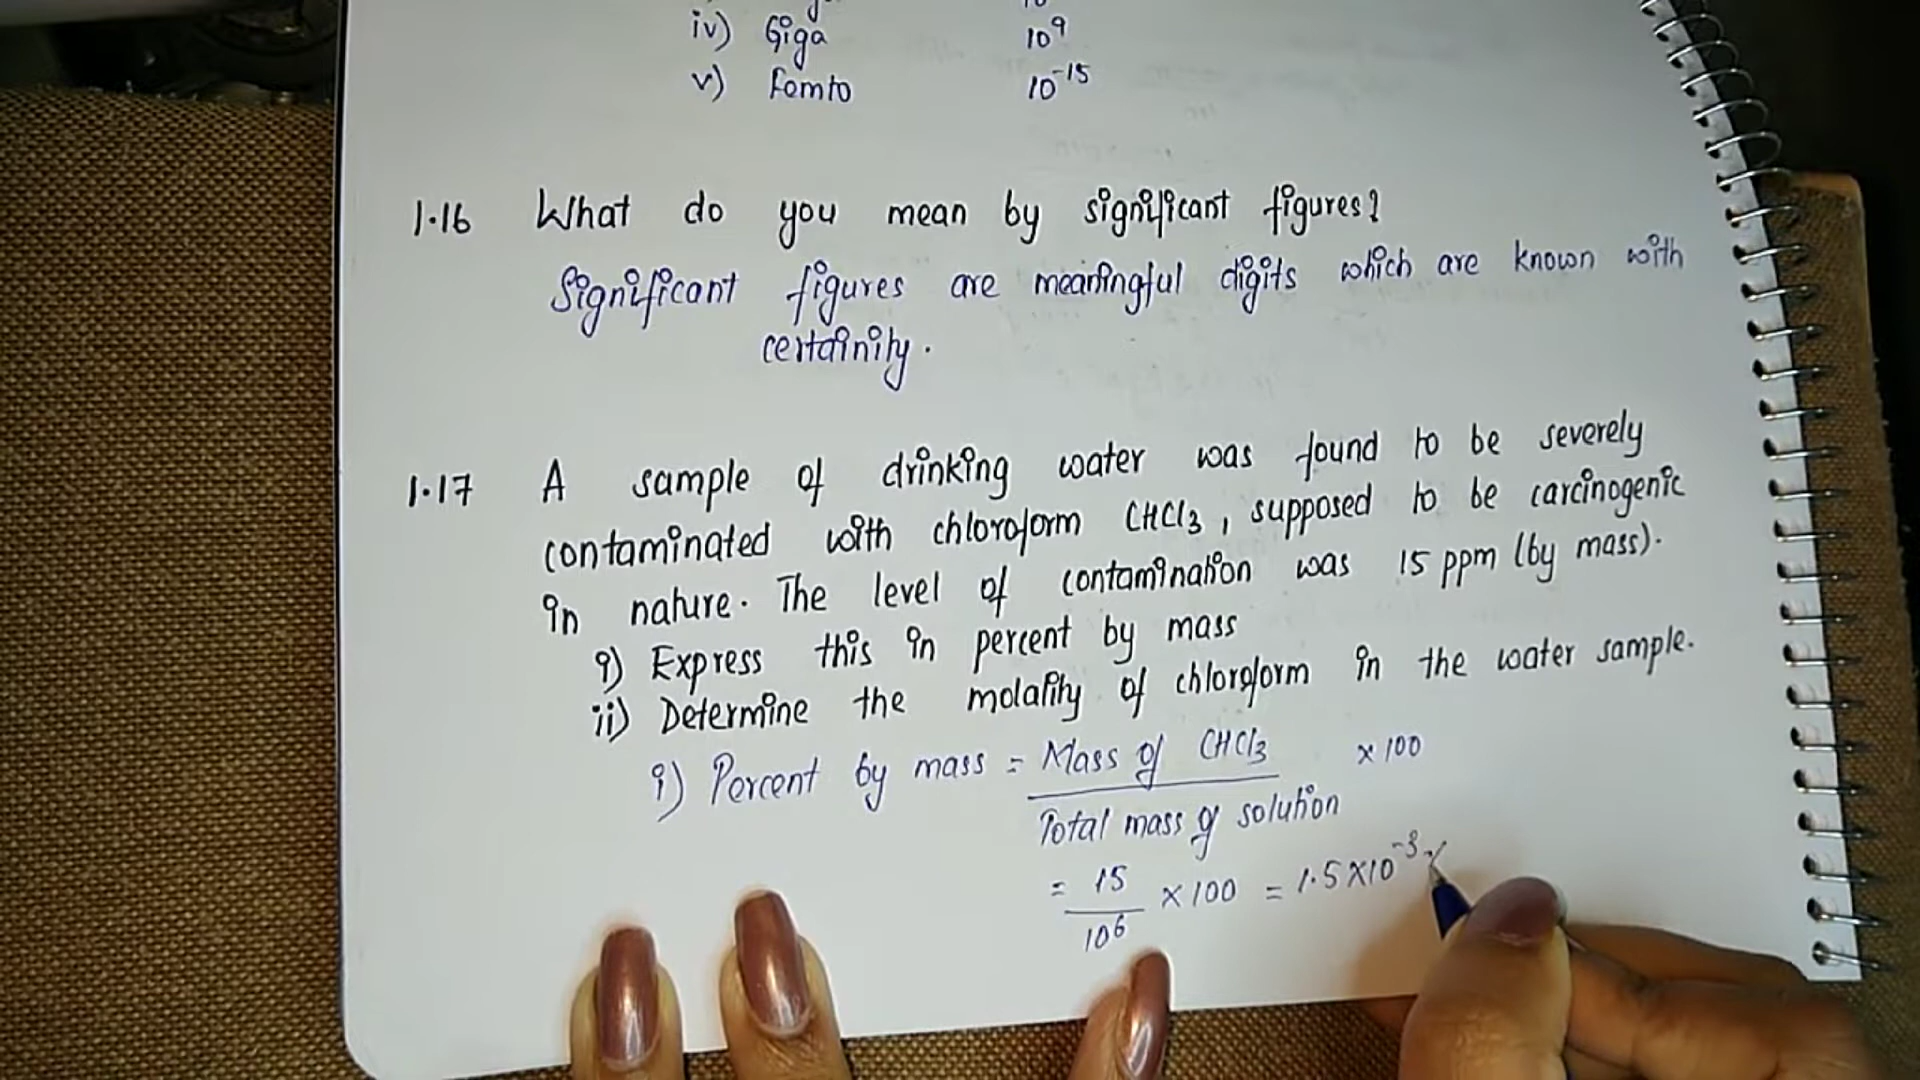 iv) Giga 10⁹
v) Femto 10⁻¹⁵
1.16 What do you mean by significant figures?
Significant figures are meaningful digits which are known with
certainity.
1.17 A sample of drinking water was found to be severely
contaminated with chloroform CHCl₃, supposed to be carcinogenic
in nature. The level of contamination was 15 ppm (by mass).
i) Express this in percent by mass
ii) Determine the molality of chloroform in the water sample.
i) Percent by mass = Mass of CHCl₃ × 100
Total mass of solution
= 15 × 100 = 1.5 × 10⁻³
10⁶